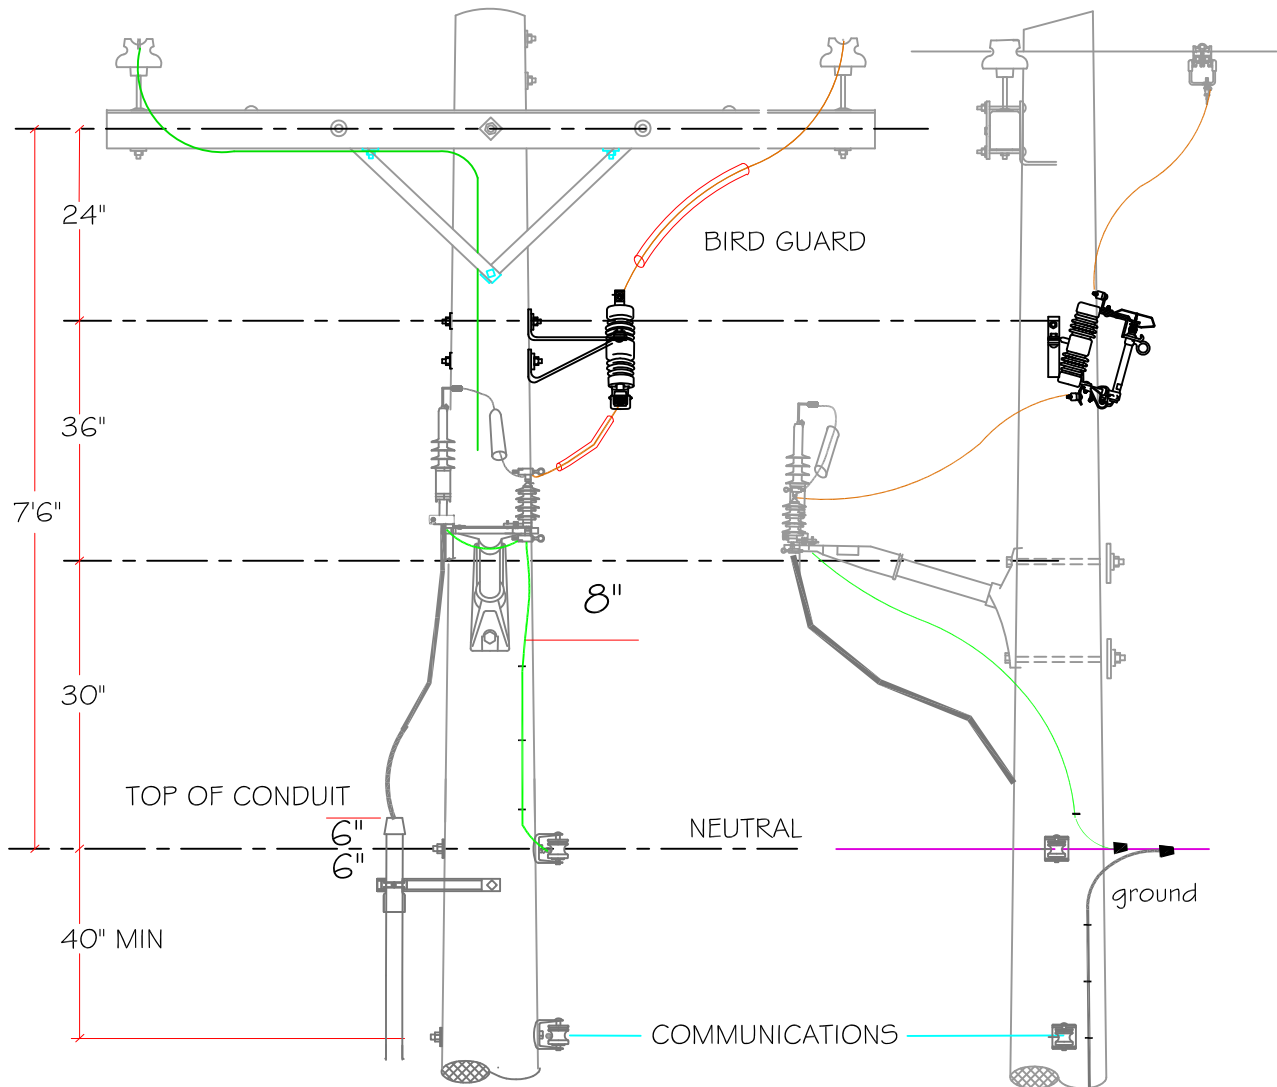 24"
BIRD GUARD
36"
7'6"
8"
30"
TOP OF CONDUIT
6"
NEUTRAL
6"
ground
40" MIN
COMMUNICATIONS